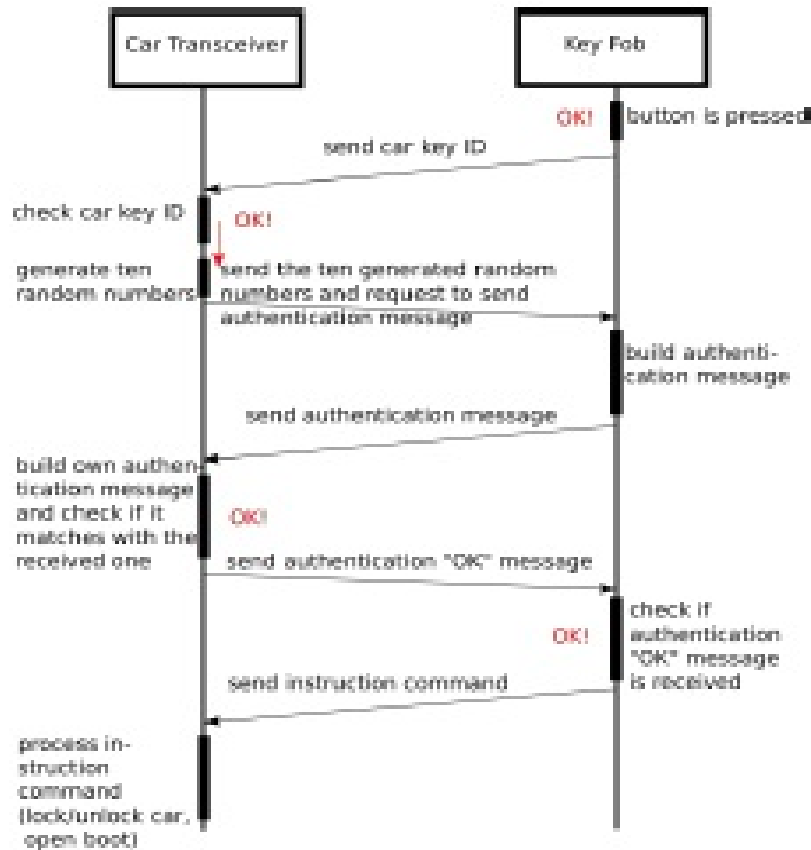 Car Transceiver
Key Fob
OK!
button is pressed
send car key ID
check car key ID
OK!
generate ten
random numbers
send the ten generated random
numbers and request to send
authentication message
build authenti-
cation message
send authentication message
build own authen-
tication message
and check if it
matches with the
received one
OK!
send authentication "OK" message
OK!
check if
authentication
"OK" message
is received
send instruction command
process in-
struction
command
(lock/unlock car,
open boot)